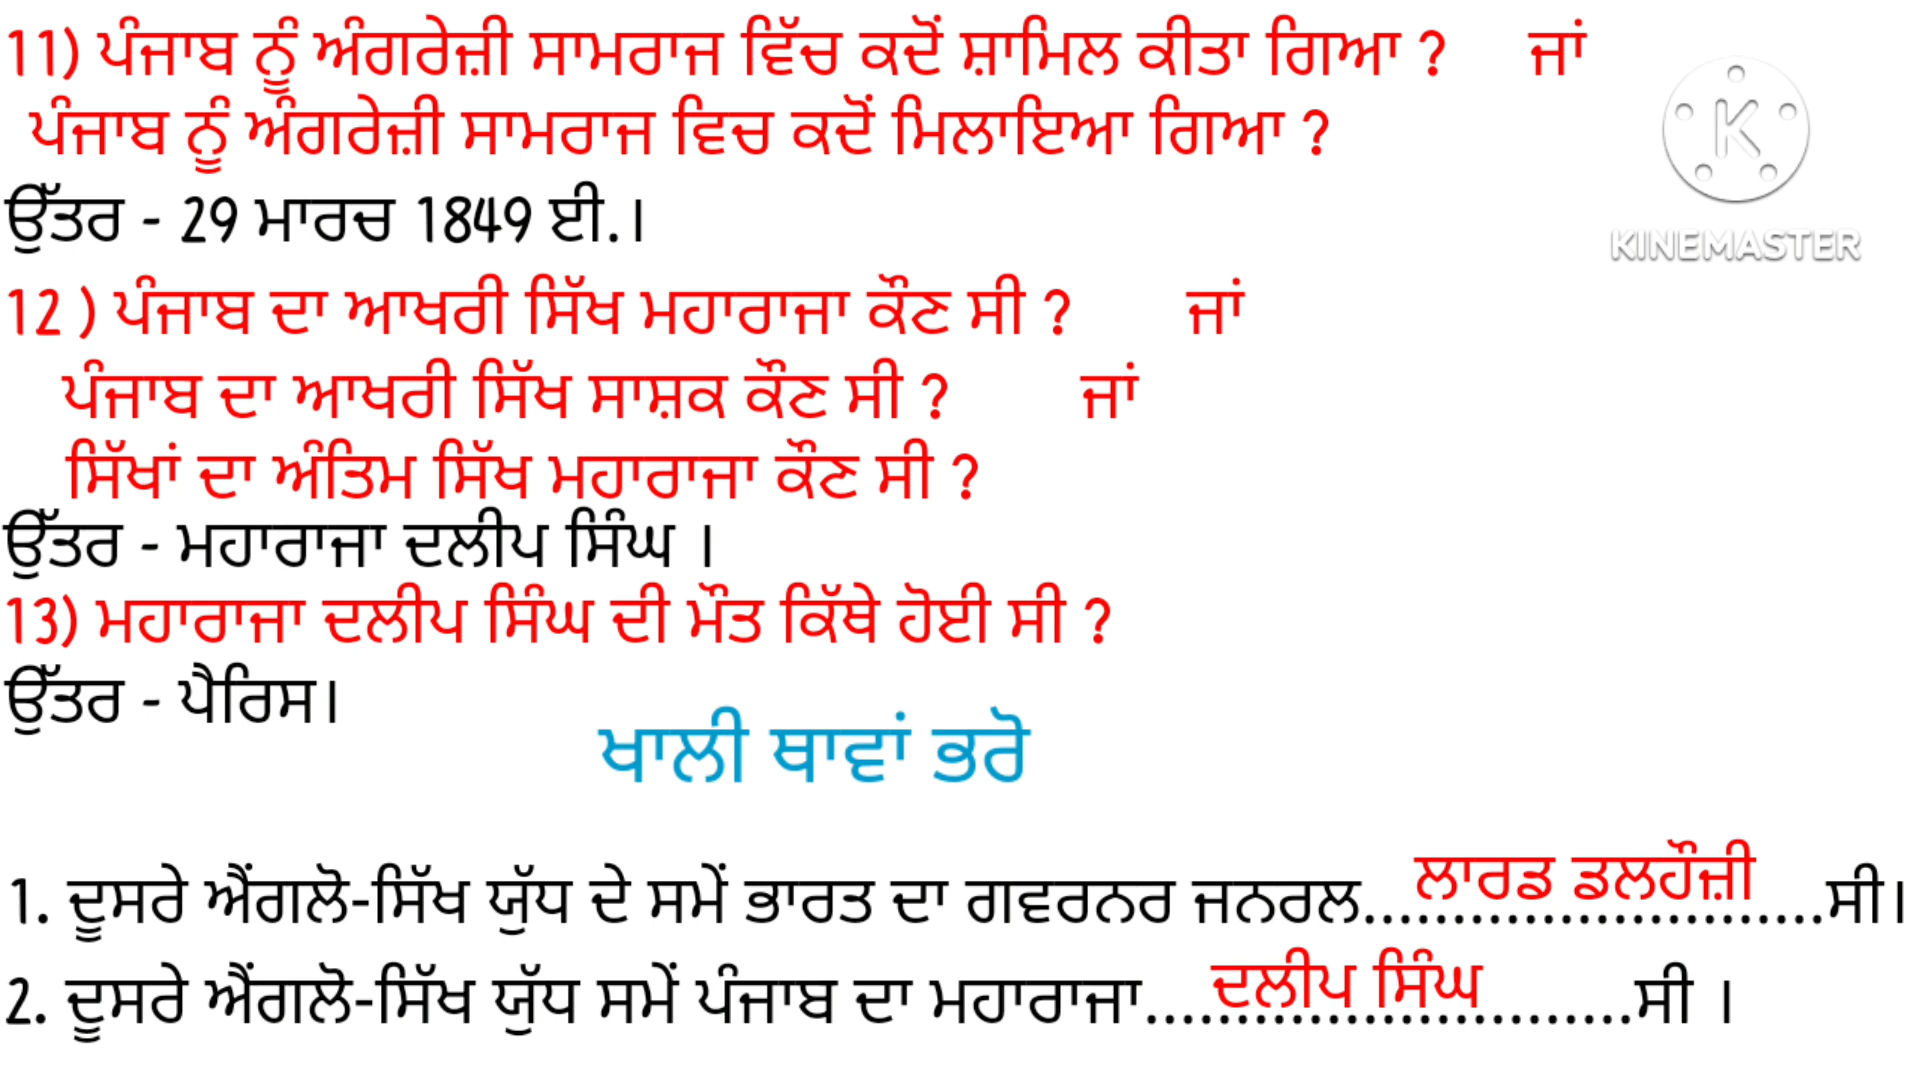 11) ਪੰਜਾਬ ਨੂੰ ਅੰਗਰੇਜ਼ੀ ਸਾਮਰਾਜ ਵਿੱਚ ਕਦੋਂ ਸ਼ਾਮਿਲ ਕੀਤਾ ਗਿਆ ? ਜਾਂ
ਪੰਜਾਬ ਨੂੰ ਅੰਗਰੇਜ਼ੀ ਸਾਮਰਾਜ ਵਿਚ ਕਦੋਂ ਮਿਲਾਇਆ ਗਿਆ ?
ਉੱਤਰ - 29 ਮਾਰਚ 1849 ਈ.।
KINEMASTER
12 ) ਪੰਜਾਬ ਦਾ ਆਖਰੀ ਸਿੱਖ ਮਹਾਰਾਜਾ ਕੌਣ ਸੀ ? ਜਾਂ
ਪੰਜਾਬ ਦਾ ਆਖਰੀ ਸਿੱਖ ਸਾਸ਼ਕ ਕੌਣ ਸੀ ? ਜਾਂ
ਸਿੱਖਾਂ ਦਾ ਅੰਤਿਮ ਸਿੱਖ ਮਹਾਰਾਜਾ ਕੌਣ ਸੀ ?
ਉੱਤਰ - ਮਹਾਰਾਜਾ ਦਲੀਪ ਸਿੰਘ ।
13) ਮਹਾਰਾਜਾ ਦਲੀਪ ਸਿੰਘ ਦੀ ਮੌਤ ਕਿੱਥੇ ਹੋਈ ਸੀ ?
ਉੱਤਰ - ਪੈਰਿਸ।
ਖਾਲੀ ਥਾਵਾਂ ਭਰੋ
1. ਦੂਸਰੇ ਐਂਗਲੋ-ਸਿੱਖ ਯੁੱਧ ਦੇ ਸਮੇਂ ਭਾਰਤ ਦਾ ਗਵਰਨਰ ਜਨਰਲ....ਲਾਰਡ ਡਲਹੌਜ਼ੀ....ਸੀ।
2. ਦੂਸਰੇ ਐਂਗਲੋ-ਸਿੱਖ ਯੁੱਧ ਸਮੇਂ ਪੰਜਾਬ ਦਾ ਮਹਾਰਾਜਾ....ਦਲੀਪ ਸਿੰਘ........ਸੀ ।